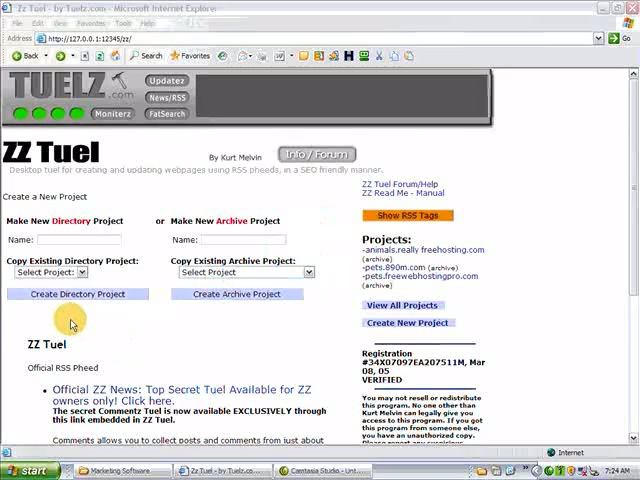 ZZ Tuel - by Tuelz.com - Microsoft Internet Explorer
File Edit View Favorites Tools Help
Address http://127.0.0.1:12345/zz/ Go
Back Search Favorites
TUELZ .com
Updatez
News/RSS
Moniterz FatSearch
ZZ Tuel By Kurt Melvin Info / Forum
Desktop tuel for creating and updating webpages using RSS pheeds, in a SEO friendly manner.
Create a New Project
Make New Directory Project or Make New Archive Project
Name: Name:
Copy Existing Directory Project: Copy Existing Archive Project:
Select Project: Select Project
Create Directory Project Create Archive Project
ZZ Tuel
Official RSS Pheed
• Official ZZ News: Top Secret Tuel Available for ZZ
owners only! Click here.
The secret Commentz Tuel is now available EXCLUSIVELY through
this link embedded in ZZ Tuel.
Comments allows you to collect posts and comments from just about
ZZ Tuel Forum/Help
ZZ Read Me - Manual
Show RSS Tags
Projects:
-animals.really freehosting.com
(archive)
-pets.890m.com (archive)
-pets.freewebhostingpro.com
(archive)
View All Projects
Create New Project
Registration
#34X07097EA207511M, Mar
08, 05
VERIFIED
You may not resell or redistribute
this program. No one other than
Kurt Melvin can legally give you
access to this program. If you got
this program from someone else,
you have an unauthorized copy.
Internet
start Marketing Software ZZ Tuel - by Tuelz.co... Camtasia Studio - Unt... 7:24 AM